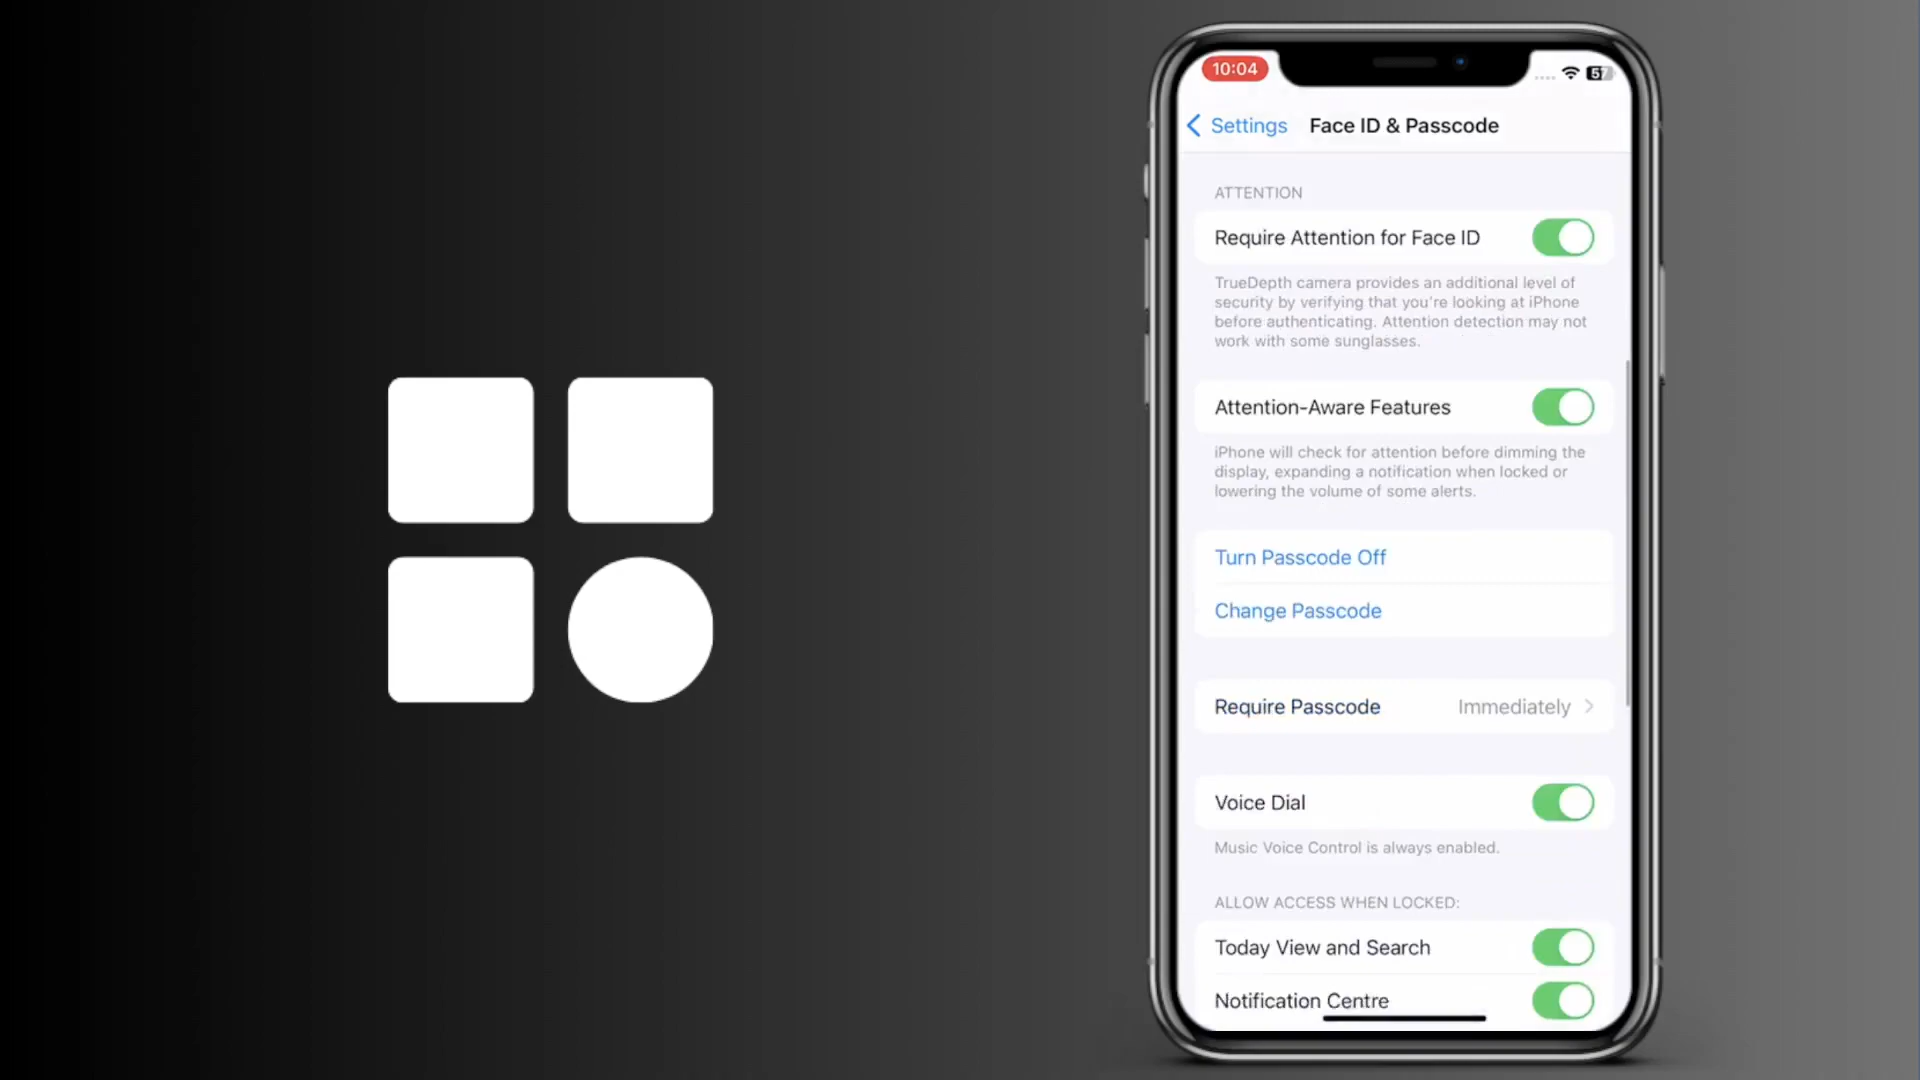 10:04
57
Settings
Face ID & Passcode
ATTENTION
Require Attention for Face ID
TrueDepth camera provides an additional level of
security by verifying that you're looking at iPhone
before authenticating. Attention detection may not
work with some sunglasses.
Attention-Aware Features
iPhone will check for attention before dimming the
display, expanding a notification when locked or
lowering the volume of some alerts.
Turn Passcode Off
Change Passcode
Require Passcode Immediately
Voice Dial
Music Voice Control is always enabled.
ALLOW ACCESS WHEN LOCKED:
Today View and Search
Notification Centre